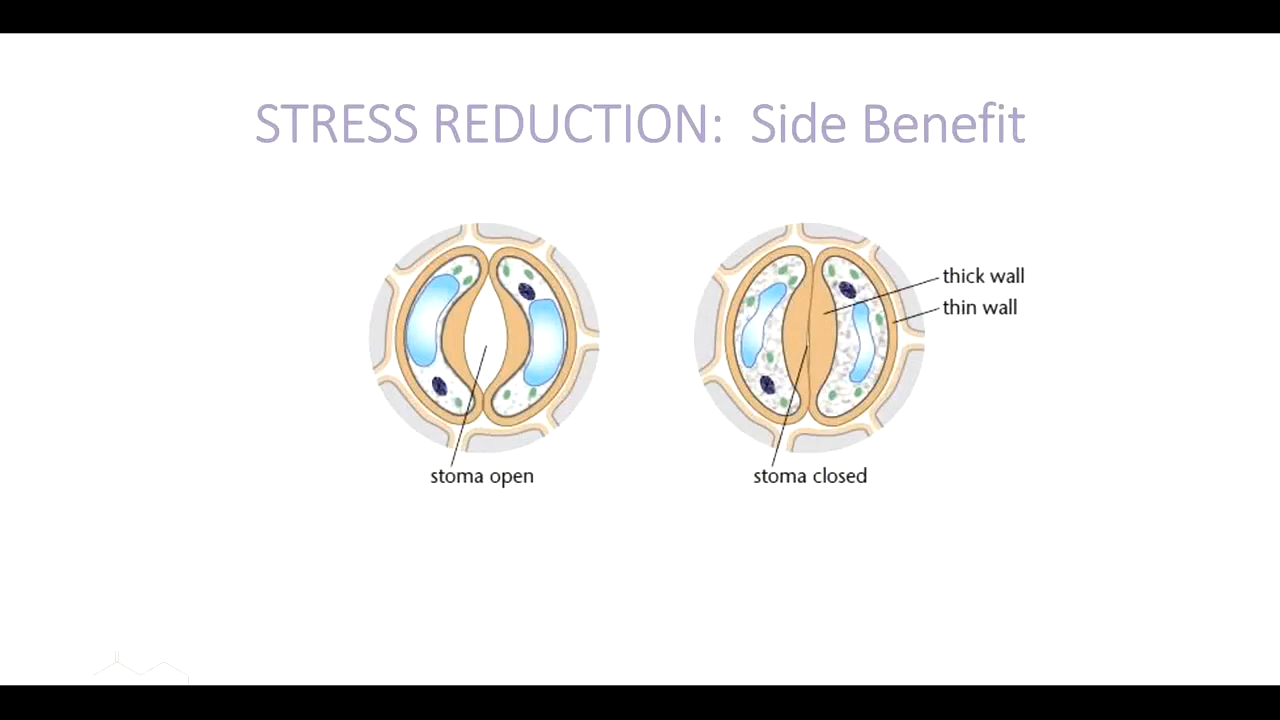 STRESS REDUCTION: Side Benefit
thick wall
thin wall
stoma open
stoma closed